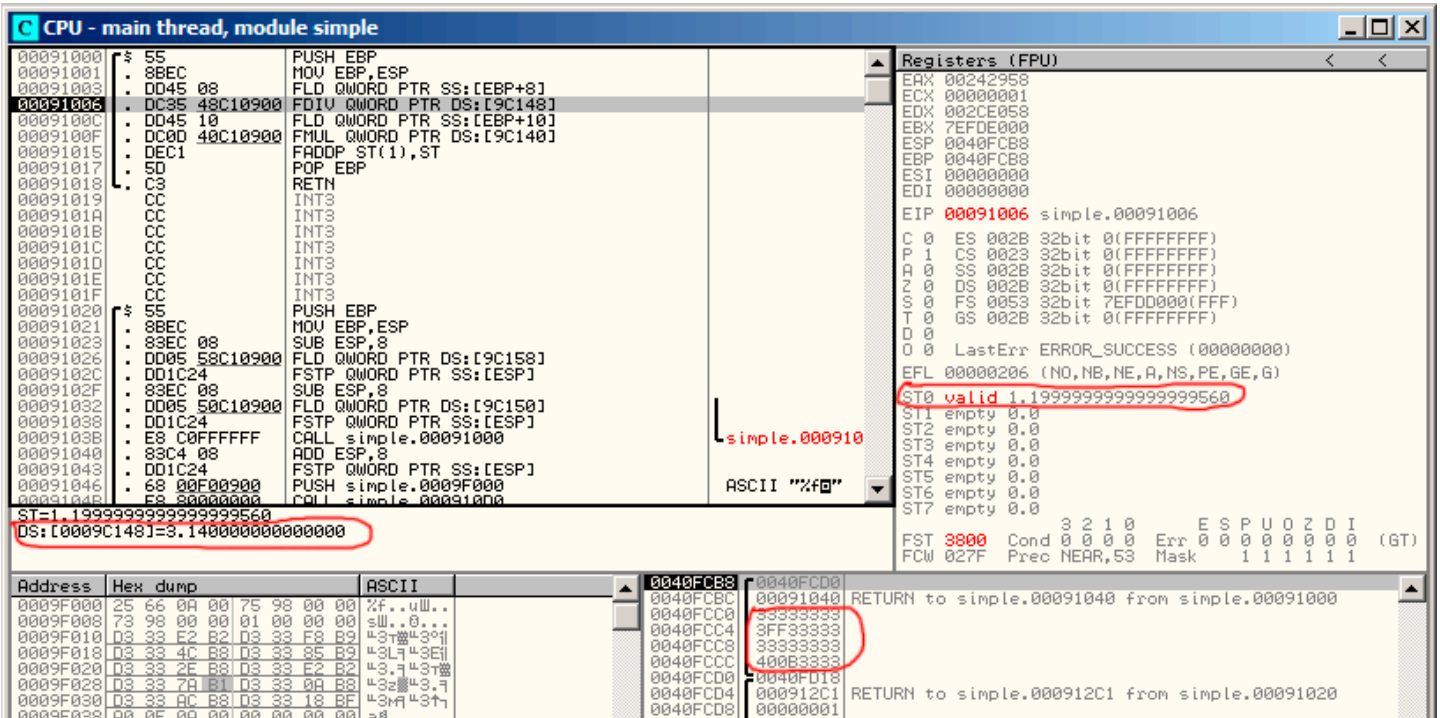 C CPU - main thread, module simple
00091000 $ 55 PUSH EBP
00091001 . 8BEC MOV EBP,ESP
00091003 . DD45 08 FLD QWORD PTR SS:[EBP+8]
00091006 . DC35 48C10900 FDIV QWORD PTR DS:[9C148]
0009100C . DD45 10 FLD QWORD PTR SS:[EBP+10]
0009100F . DC0D 40C10900 FMUL QWORD PTR DS:[9C140]
00091015 . DEC1 FADDP ST(1),ST
00091017 . 5D POP EBP
00091018 . C3 RETN
00091019 CC INT3
0009101A CC INT3
0009101B CC INT3
0009101C CC INT3
0009101D CC INT3
0009101E CC INT3
0009101F CC INT3
00091020 $ 55 PUSH EBP
00091021 . 8BEC MOV EBP,ESP
00091023 . 83EC 08 SUB ESP,8
00091026 . DD05 58C10900 FLD QWORD PTR DS:[9C158]
0009102C . DD1C24 FSTP QWORD PTR SS:[ESP]
0009102F . 83EC 08 SUB ESP,8
00091032 . DD05 50C10900 FLD QWORD PTR DS:[9C150]
00091038 . DD1C24 FSTP QWORD PTR SS:[ESP]
0009103B . E8 C0FFFFFF CALL simple.00091000 simple.000910
00091040 . 83C4 08 ADD ESP,8
00091043 . DD1C24 FSTP QWORD PTR SS:[ESP]
00091046 . 68 00F00900 PUSH simple.0009F000 ASCII "%f"
0009104B . E8 80000000 CALL simple.000910D0
ST=1.1999999999999999560
DS:[0009C148]=3.140000000000000
Registers (FPU) < <
EAX 00242958
ECX 00000001
EDX 002CE058
EBX 7EFDE000
ESP 0040FCB8
EBP 0040FCB8
ESI 00000000
EDI 00000000
EIP 00091006 simple.00091006
C 0 ES 002B 32bit 0(FFFFFFFF)
P 1 CS 0023 32bit 0(FFFFFFFF)
A 0 SS 002B 32bit 0(FFFFFFFF)
Z 0 DS 002B 32bit 0(FFFFFFFF)
S 0 FS 0053 32bit 7EFDD000(FFF)
T 0 GS 002B 32bit 0(FFFFFFFF)
D 0
O 0 LastErr ERROR_SUCCESS (00000000)
EFL 00000206 (NO,NB,NE,A,NS,PE,GE,G)
ST0 valid 1.1999999999999999560
ST1 empty 0.0
ST2 empty 0.0
ST3 empty 0.0
ST4 empty 0.0
ST5 empty 0.0
ST6 empty 0.0
ST7 empty 0.0
3 2 1 0 E S P U O Z D I
FST 3800 Cond 0 0 0 0 Err 0 0 0 0 0 0 0 0 (GT)
FCW 027F Prec NEAR,53 Mask 1 1 1 1 1 1
Address Hex dump ASCII
0009F000 25 66 0A 00 75 98 00 00 %f..
0009F008 73 98 00 00 01 00 00 00
0009F010 D3 33 E2 B2 D3 33 F8 B9
0009F018 D3 33 4C B8 D3 33 85 B9
0009F020 D3 33 2E B8 D3 33 E2 B2
0009F028 D3 33 7A B1 D3 33 0A B8
0009F030 D3 33 AC B8 D3 33 18 BF
0009F038 A0 0F 0A 00 00 00 00 00
0040FCB8 0040FCD0
0040FCBC 00091040 RETURN to simple.00091040 from simple.00091000
0040FCC0 33333333
0040FCC4 3FF33333
0040FCC8 33333333
0040FCCC 400B3333
0040FCD0 0040FD18
0040FCD4 000912C1 RETURN to simple.000912C1 from simple.00091020
0040FCD8 00000001